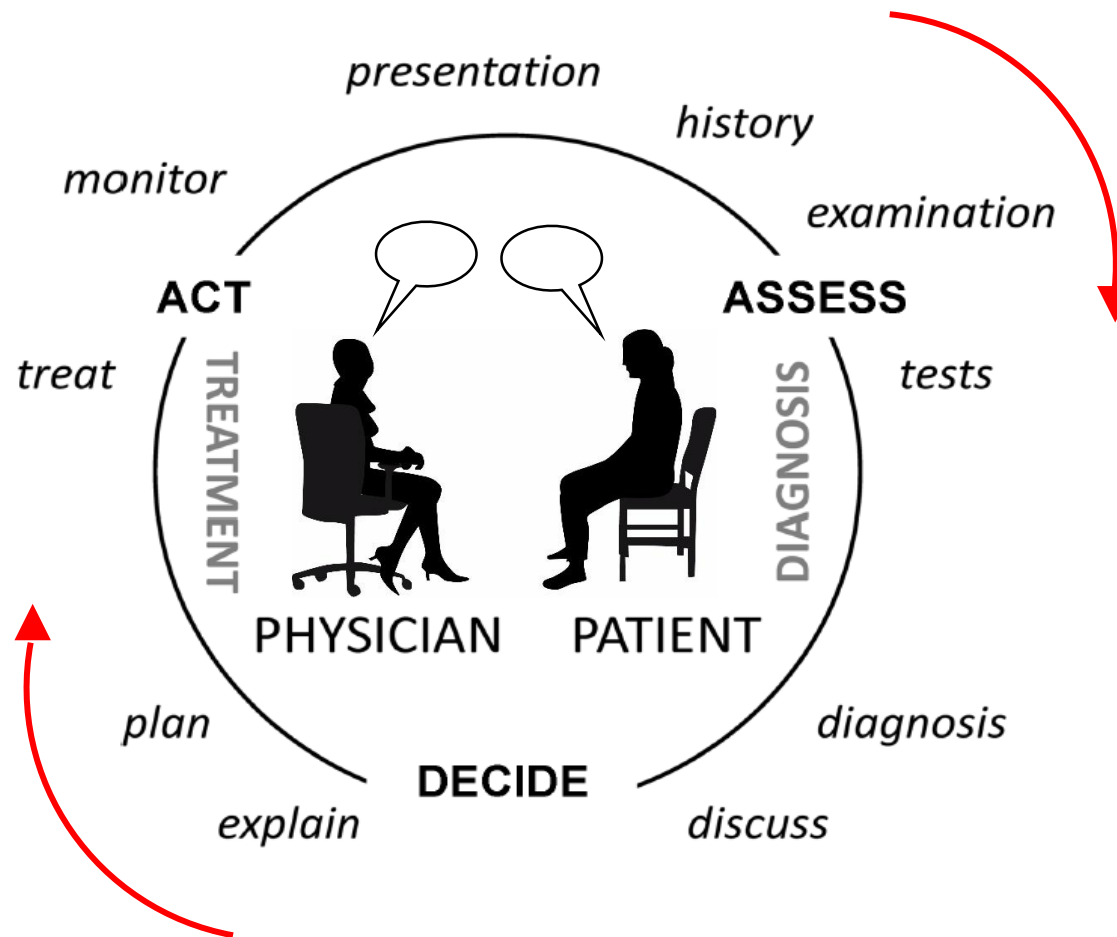 presentation
history
monitor
examination
ACT
ASSESS
treat
tests
TREATMENT
DIAGNOSIS
PHYSICIAN
PATIENT
plan
diagnosis
DECIDE
explain
discuss